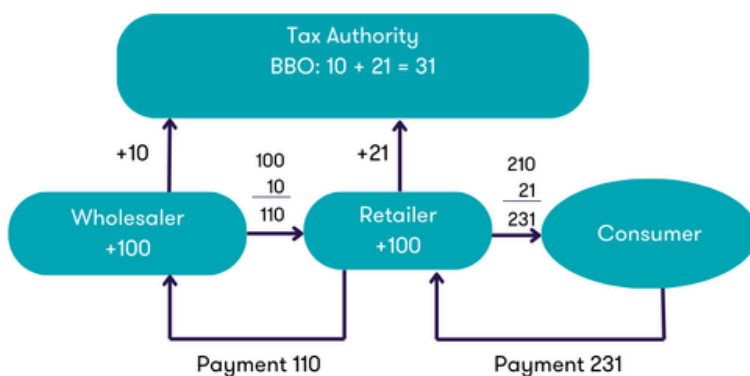 Tax Authority
BBO: 10 + 21 = 31
+10
100
10
110
+21
210
21
231
Wholesaler
+100
Retailer
+100
Consumer
Payment 110
Payment 231